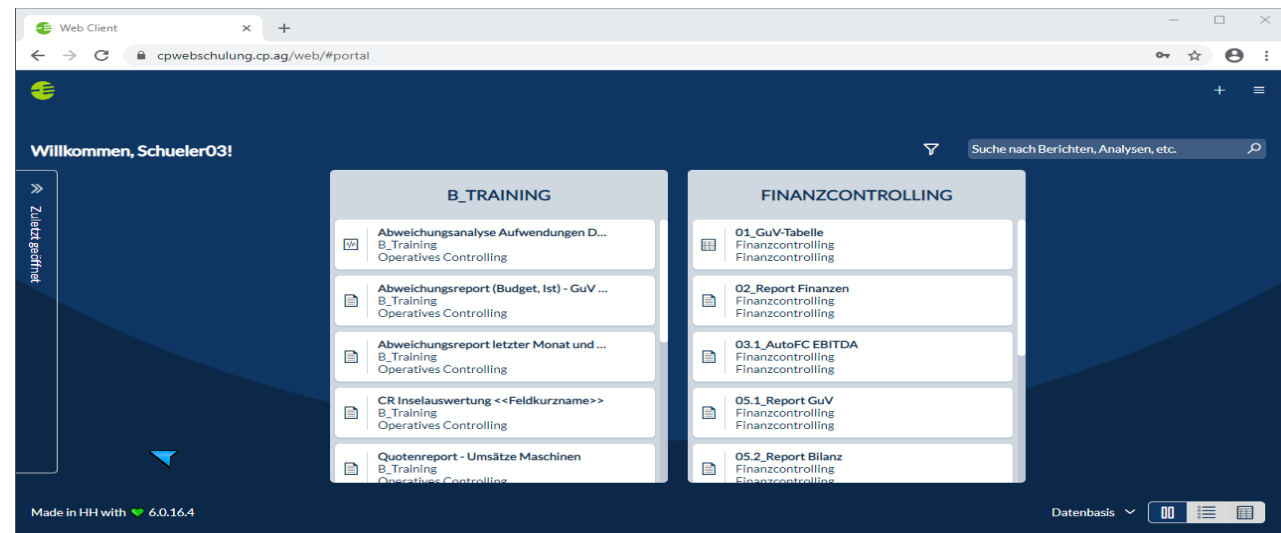 Web Client
cpwebschulung.cp.ag/web/#portal
Willkommen, Schueler03!
Suche nach Berichten, Analysen, etc.
Zuletzt geöffnet
B_TRAINING
Abweichungsanalyse Aufwendungen D...
B_Training
Operatives Controlling
Abweichungsreport (Budget, Ist) - GuV ...
B_Training
Operatives Controlling
Abweichungsreport letzter Monat und ...
B_Training
Operatives Controlling
CR Inselauswertung <<Feldkurzname>>
B_Training
Operatives Controlling
Quotenreport - Umsätze Maschinen
B_Training
Operatives Controlling
FINANZCONTROLLING
01_GuV-Tabelle
Finanzcontrolling
Finanzcontrolling
02_Report Finanzen
Finanzcontrolling
Finanzcontrolling
03.1_AutoFC EBITDA
Finanzcontrolling
Finanzcontrolling
05.1_Report GuV
Finanzcontrolling
Finanzcontrolling
05.2_Report Bilanz
Finanzcontrolling
Finanzcontrolling
Made in HH with 💚 6.0.16.4
Datenbasis